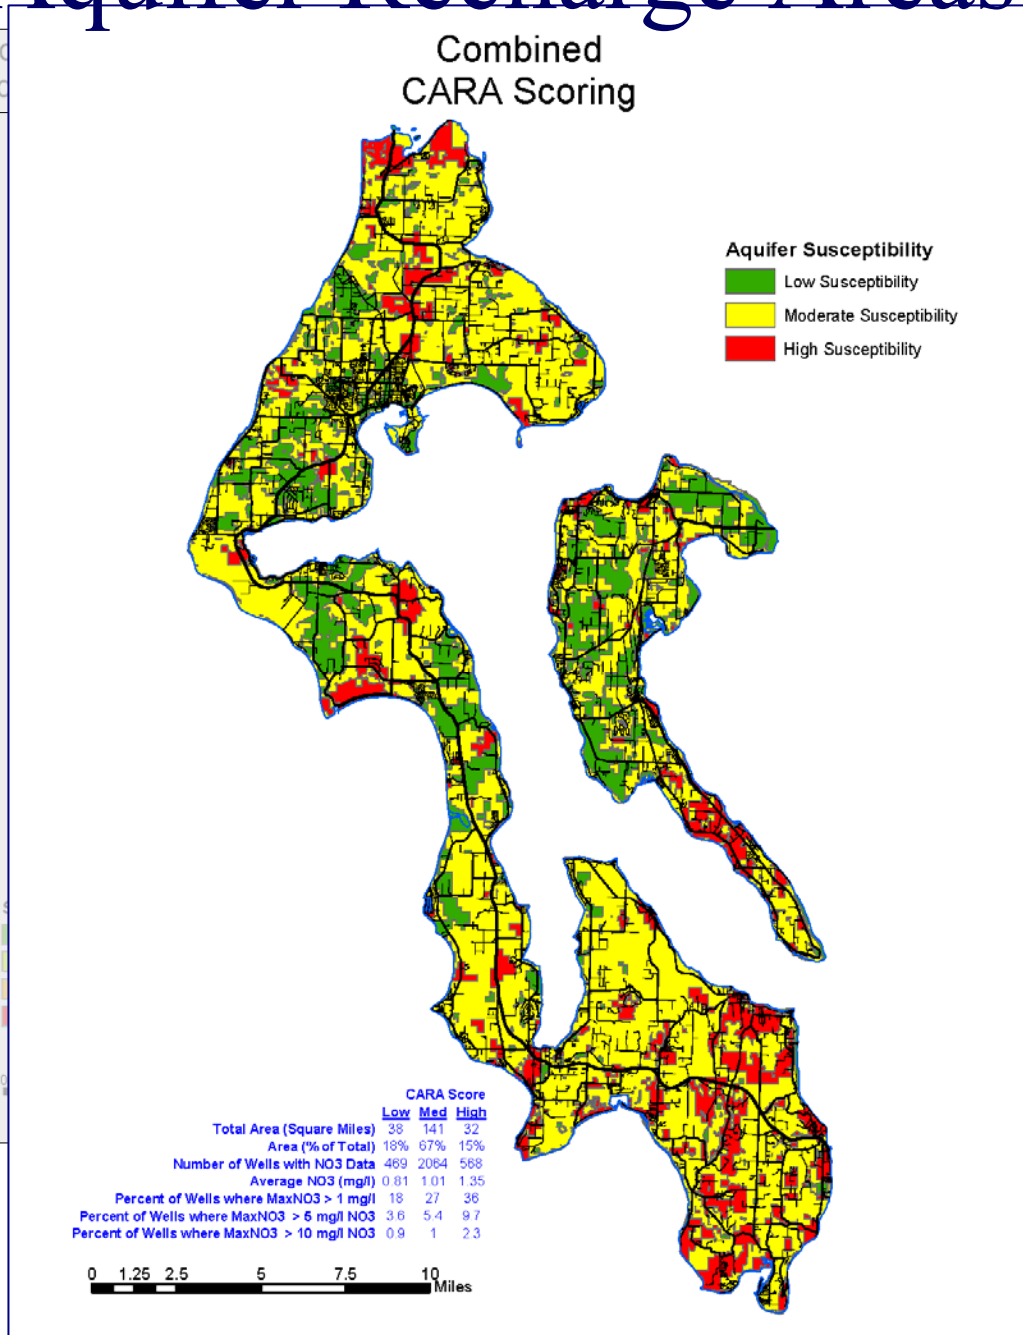 Aquifer Recharge Areas
Combined
CARA Scoring
Aquifer Susceptibility
Low Susceptibility
Moderate Susceptibility
High Susceptibility
CARA Score
Low Med High
Total Area (Square Miles) 38 141 32
Area (% of Total) 18% 67% 15%
Number of Wells with NO3 Data 469 2064 568
Average NO3 (mg/l) 0.81 1.01 1.35
Percent of Wells where MaxNO3 > 1 mg/l 18 27 36
Percent of Wells where MaxNO3 > 5 mg/l NO3 3.6 5.4 9.7
Percent of Wells where MaxNO3 > 10 mg/l NO3 0.9 1 2.3
0 1.25 2.5 5 7.5 10
Miles